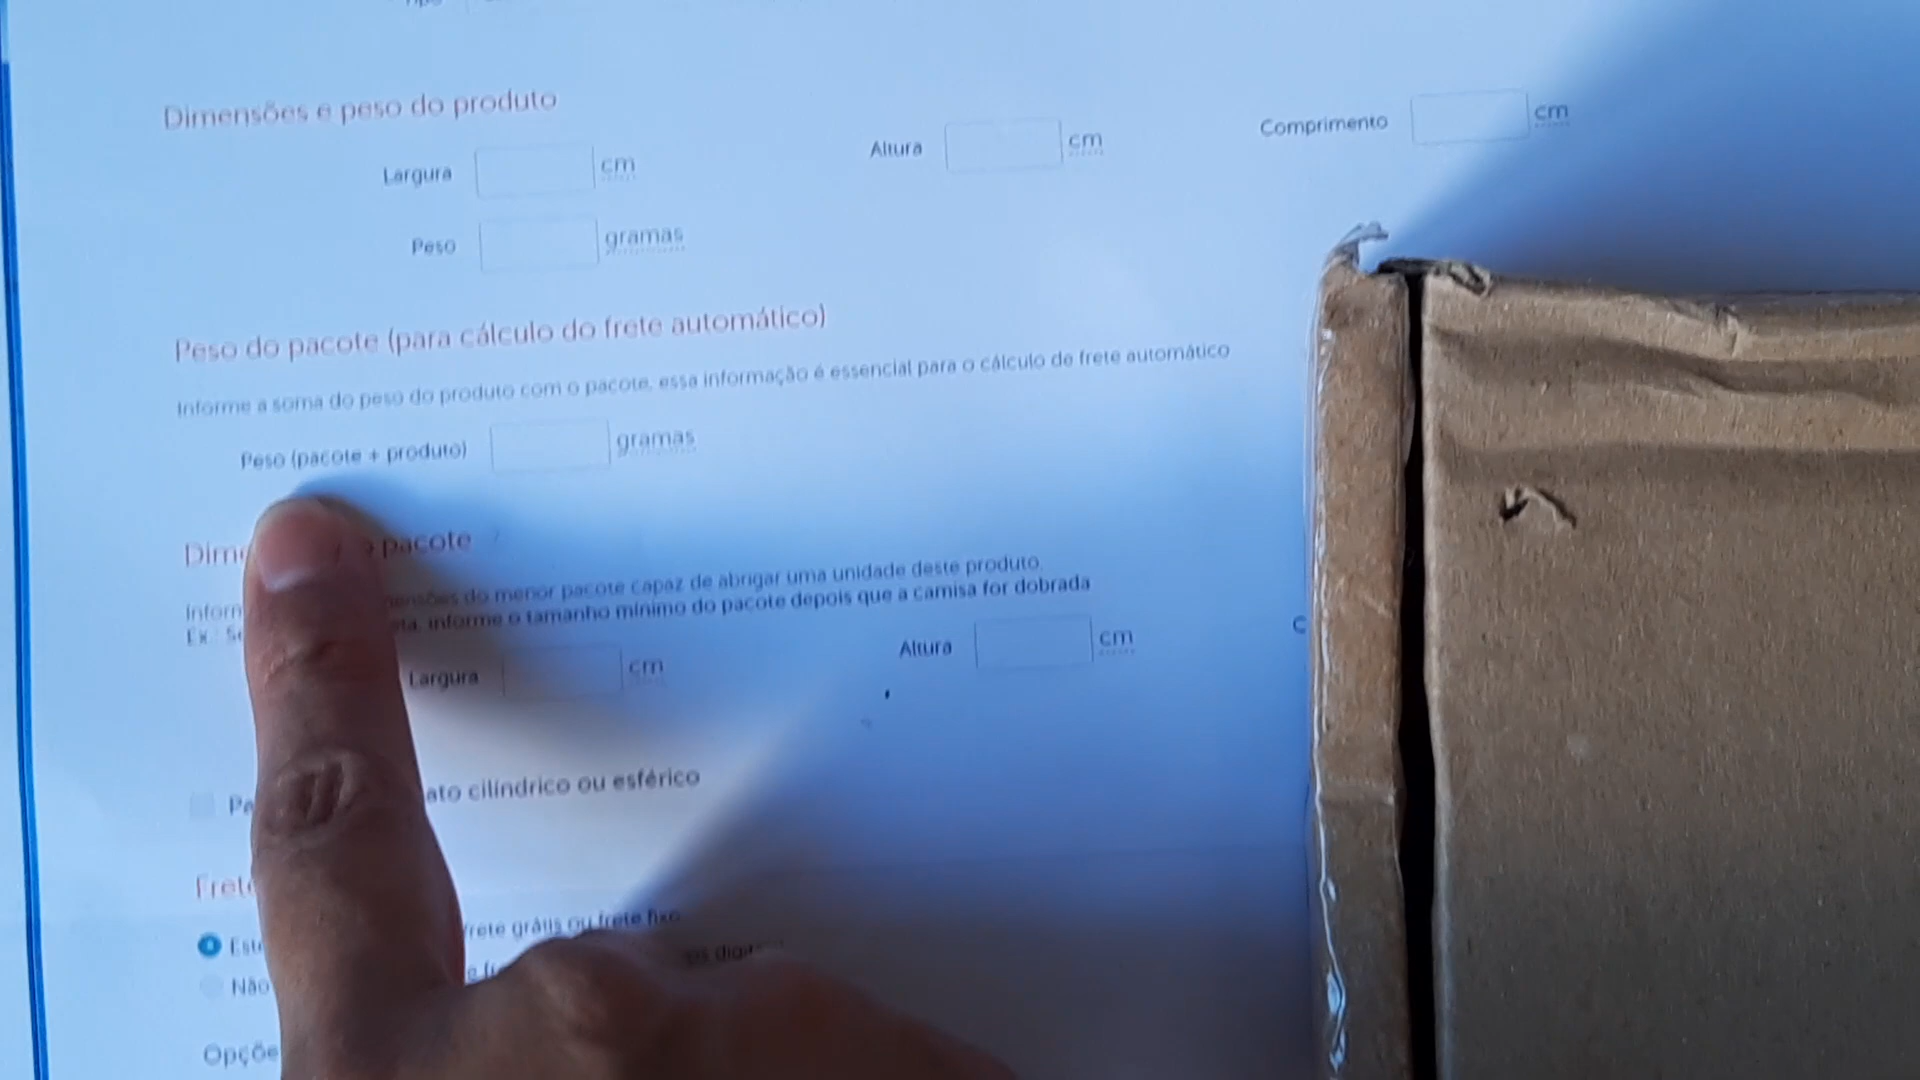 Dimensões e peso do produto
Largura cm Altura cm Comprimento cm
Peso gramas
Peso do pacote (para cálculo do frete automático)
Informe a soma do peso do produto com o pacote, essa informação é essencial para o cálculo de frete automático
Peso (pacote + produto) gramas
pacote
do menor pacote capaz de abrigar uma unidade deste produto.
Ex.: informe o tamanho mínimo do pacote depois que a camisa for dobrada
Largura cm Altura cm C
cilíndrico ou esférico
frete grátis ou frete fixo
Não